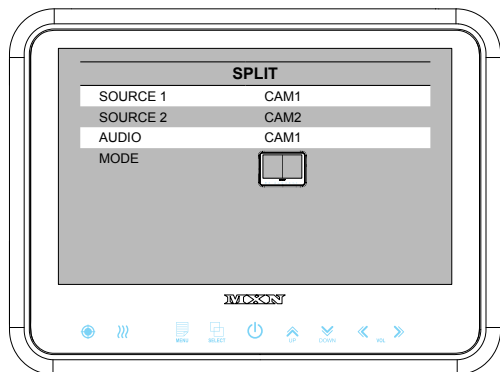 SPLIT
SOURCE 1 CAM1
SOURCE 2 CAM2
AUDIO CAM1
MODE
MXN
MENU SELECT UP DOWN VOL